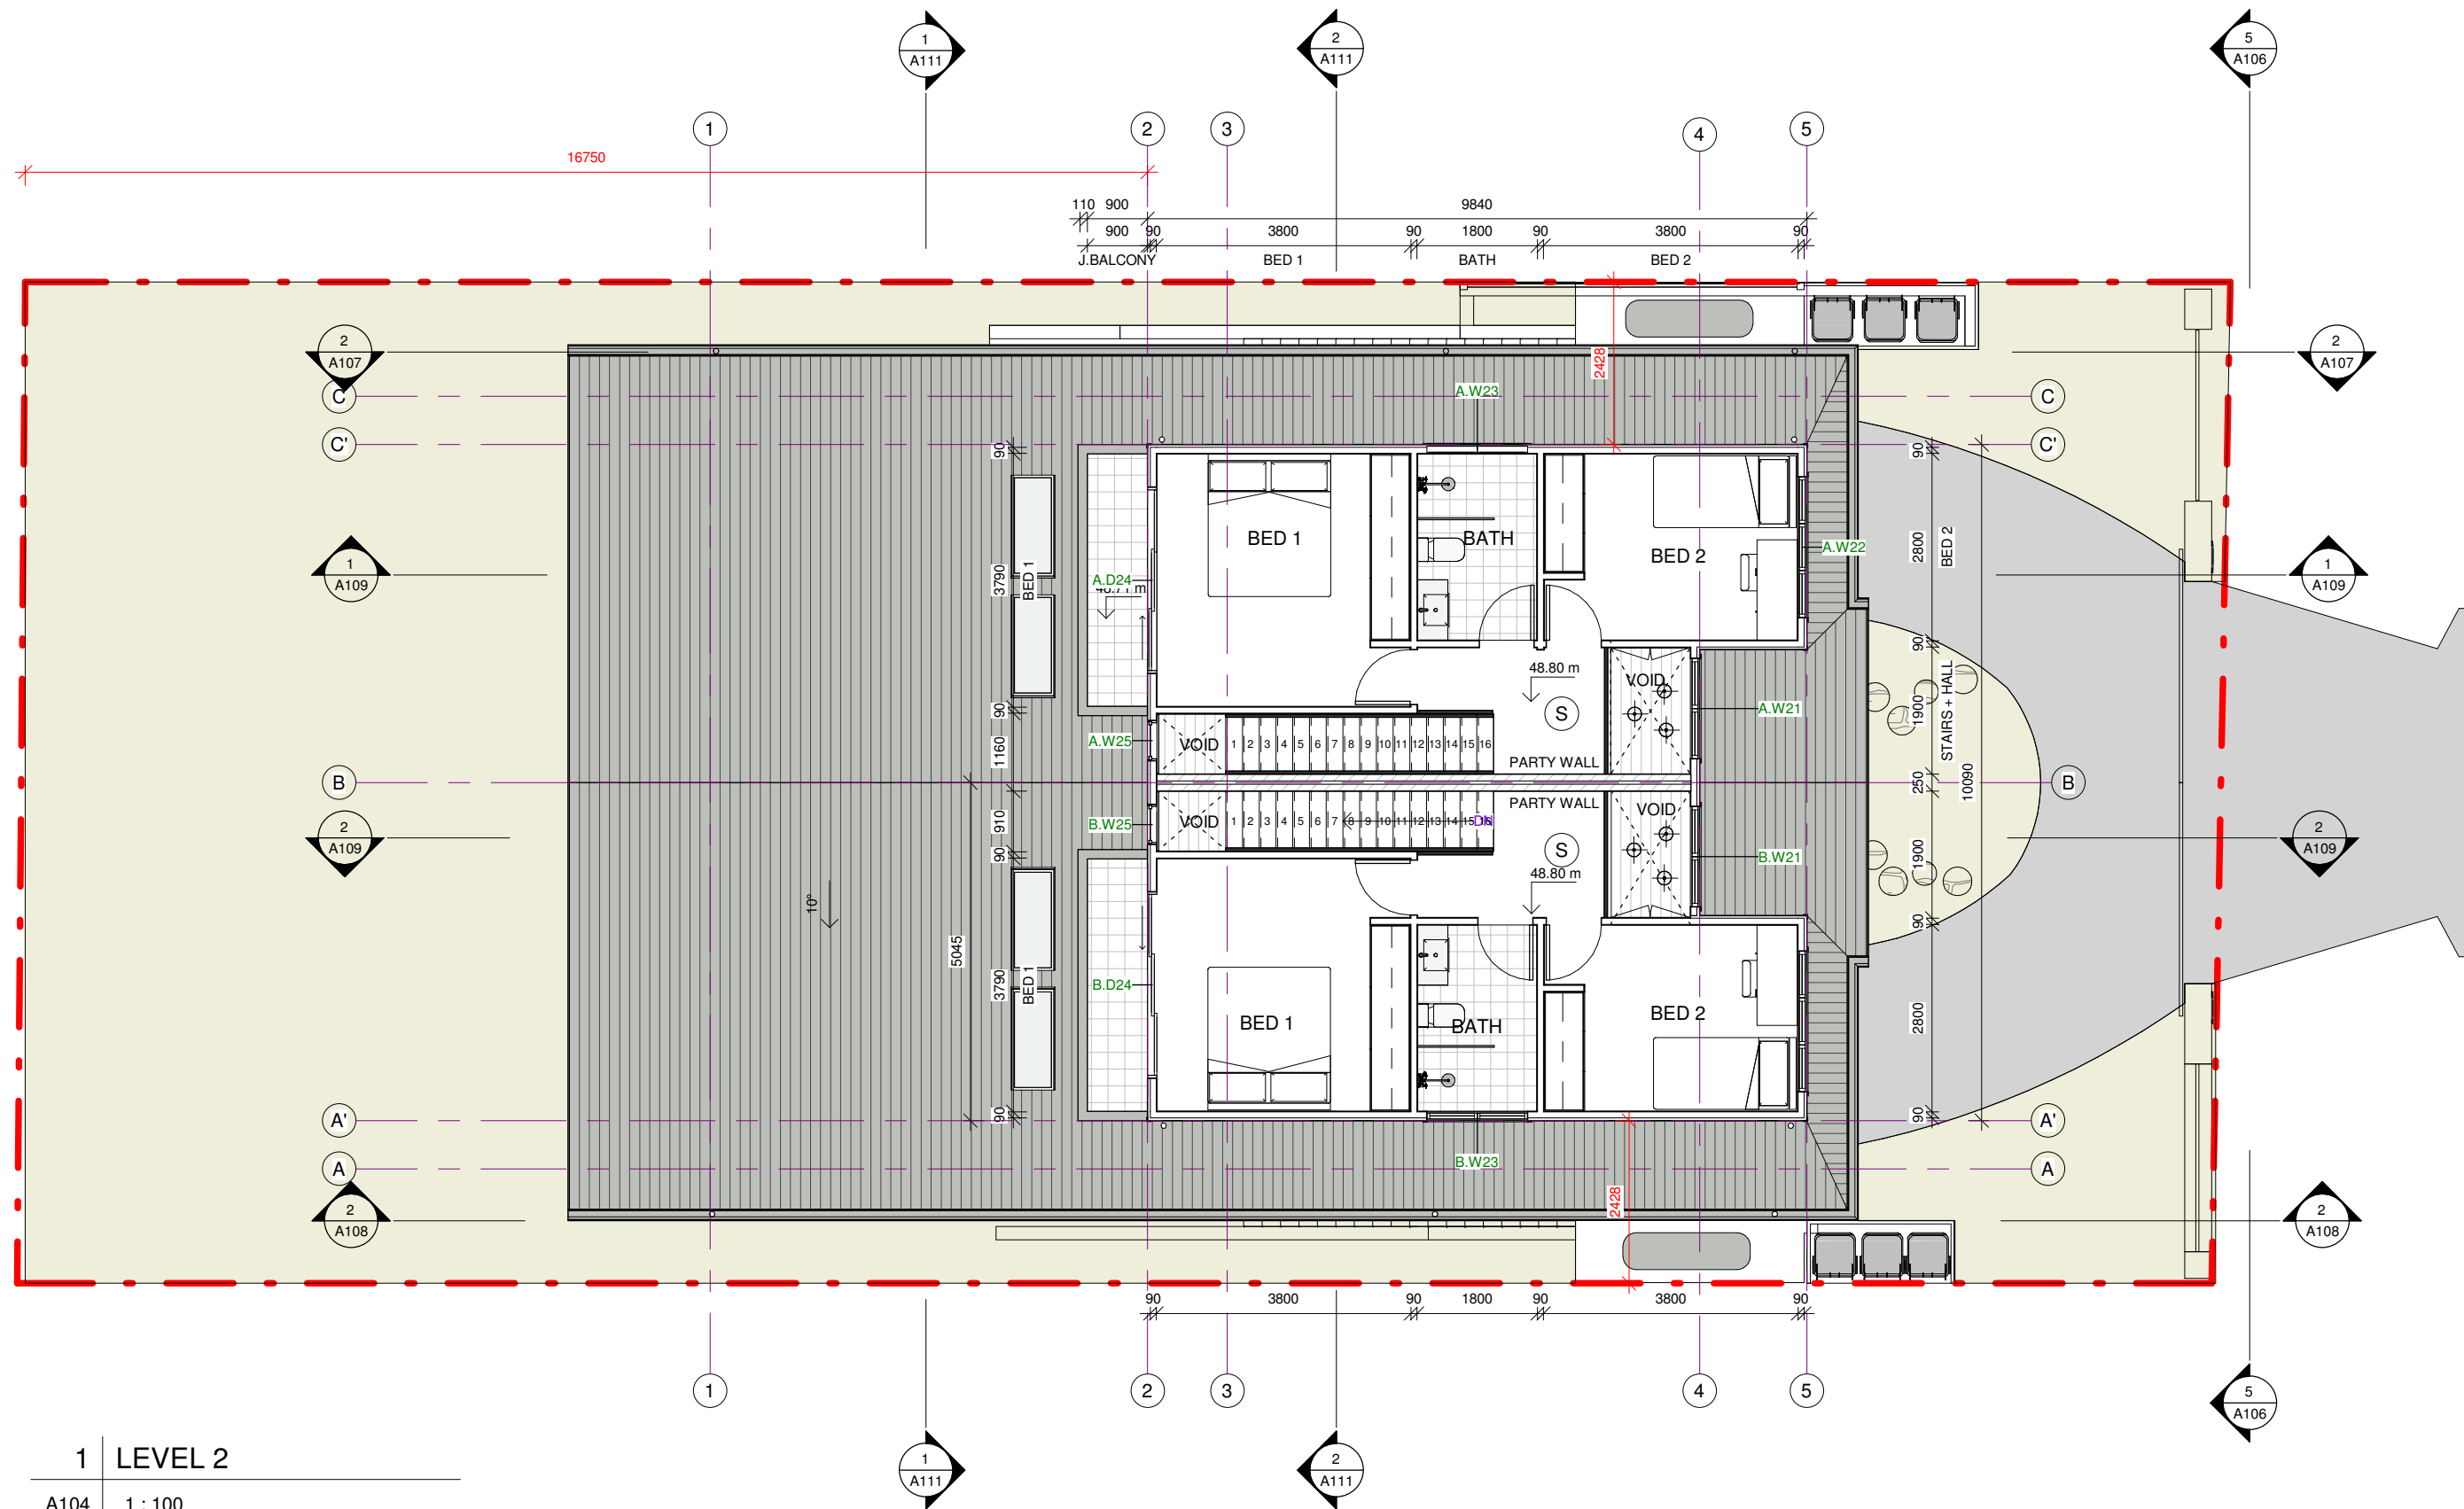 1
A111
2
A111
5
A106
1
2
3
4
5
16750
110 900
9840
900 90 3800 90 1800 90 3800 90
J.BALCONY BED 1 BATH BED 2
2
A107
2428
2
A107
C
A.W23
C
C'
90
90
C'
1
A109
3790
BED 1
A.D24
BED 1
BATH
BED 2
A.W22
2800
BED 2
1
A109
48.80 m
VOID
90
90
S
A.W21
1900
STAIRS + HALL
A.W25
VOID
1 2 3 4 5 6 7 8 9 10 11 12 13 14 15 16
1160
PARTY WALL
B
250
10090
B
PARTY WALL
VOID
910
B.W25
VOID
1 2 3 4 5 6 7 8 9 10 11 12 13 14 15 16
DN
2
A109
90
S
B.W21
1900
2
A109
48.80 m
10°
5045
90
3790
BED 1
B.D24
BED 1
BATH
BED 2
2800
A'
90
90
A'
A
B.W23
A
2
A108
2428
2
A108
90 3800 90 1800 90 3800 90
1
2
3
4
5
5
A106
1
A111
2
A111
1 LEVEL 2
A104 1 : 100